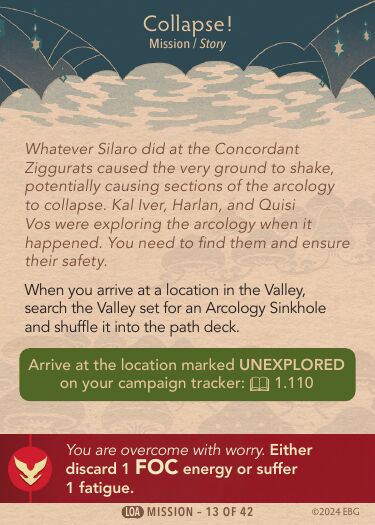 Collapse!
Mission / Story
Whatever Silaro did at the Concordant
Ziggurats caused the very ground to shake,
potentially causing sections of the arcology
to collapse. Kal Iver, Harlan, and Quisi
Vos were exploring the arcology when it
happened. You need to find them and ensure
their safety.
When you arrive at a location in the Valley,
search the Valley set for an Arcology Sinkhole
and shuffle it into the path deck.
Arrive at the location marked UNEXPLORED
on your campaign tracker: 1.110
You are overcome with worry. Either
discard 1 FOC energy or suffer
1 fatigue.
LOA MISSION - 13 OF 42
©2024 EBG